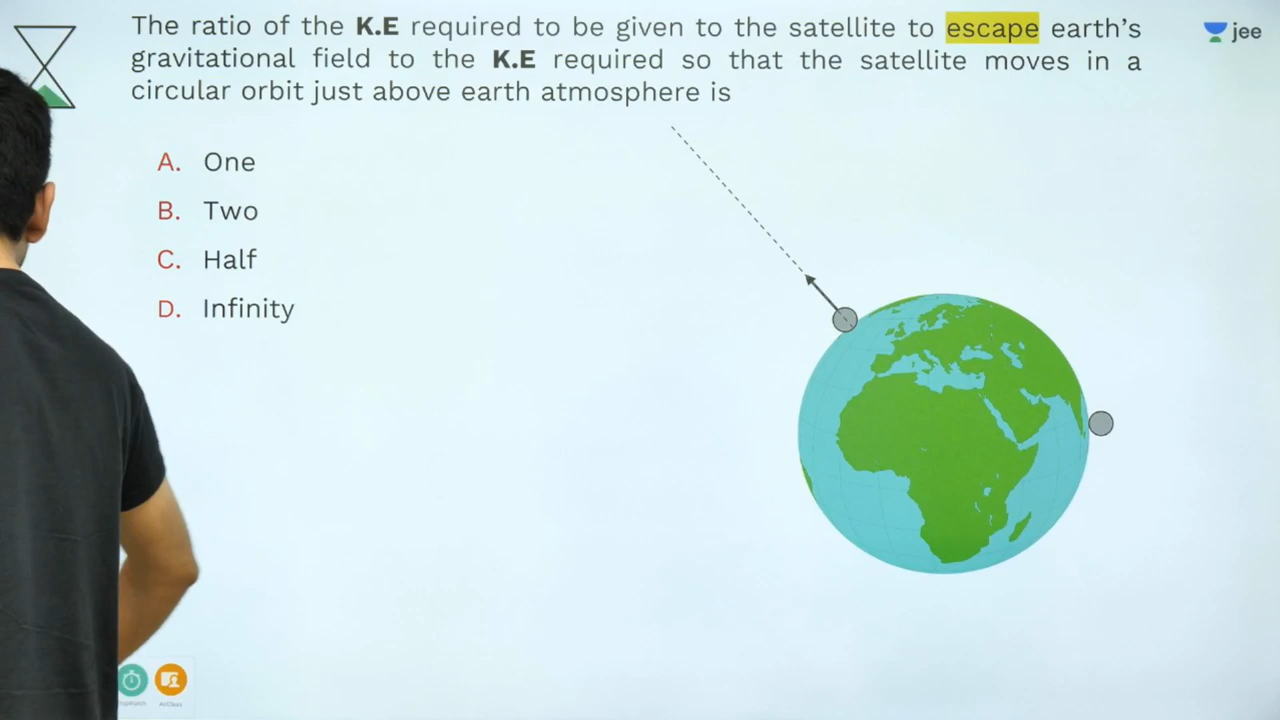 The ratio of the K.E required to be given to the satellite to escape earth's
gravitational field to the K.E required so that the satellite moves in a
circular orbit just above earth atmosphere is
jee
A. One
B. Two
C. Half
D. Infinity